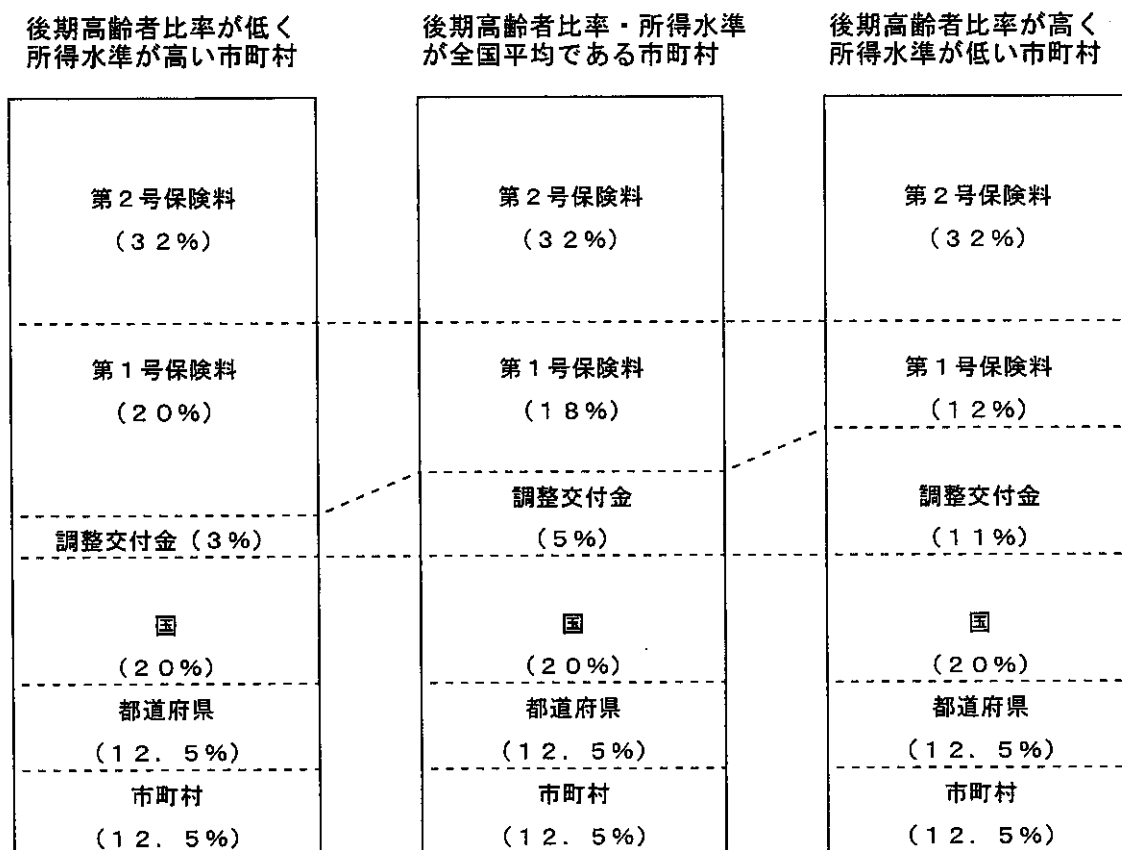 後期高齢者比率が低く
所得水準が高い市町村
第２号保険料
（３２％）
第１号保険料
（２０％）
調整交付金（３％）
国
（２０％）
都道府県
（１２．５％）
市町村
（１２．５％）
後期高齢者比率・所得水準
が全国平均である市町村
第２号保険料
（３２％）
第１号保険料
（１８％）
調整交付金
（５％）
国
（２０％）
都道府県
（１２．５％）
市町村
（１２．５％）
後期高齢者比率が高く
所得水準が低い市町村
第２号保険料
（３２％）
第１号保険料
（１２％）
調整交付金
（１１％）
国
（２０％）
都道府県
（１２．５％）
市町村
（１２．５％）